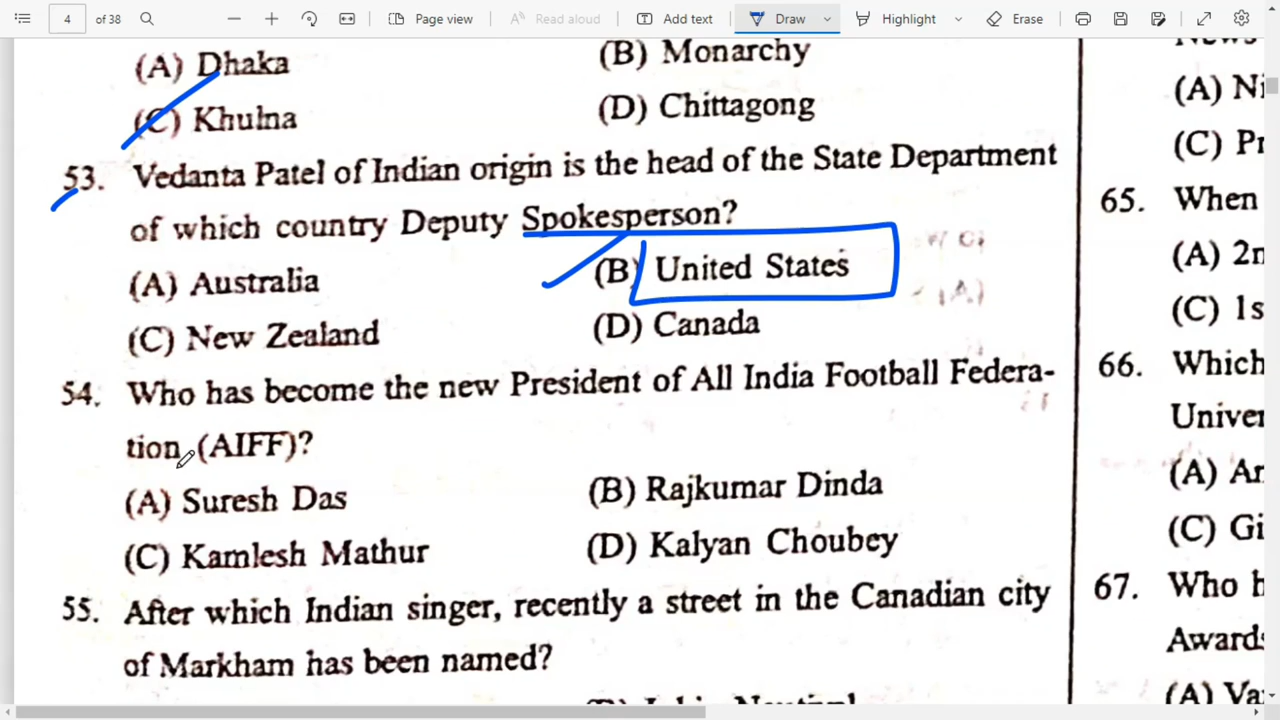 4 of 38 Page view Read aloud Add text Draw Highlight Erase
(A) Dhaka (B) Monarchy
(C) Khulna (D) Chittagong
53. Vedanta Patel of Indian origin is the head of the State Department
of which country Deputy Spokesperson?
(A) Australia (B) United States
(C) New Zealand (D) Canada
54. Who has become the new President of All India Football Federa-
tion (AIFF)?
(A) Suresh Das (B) Rajkumar Dinda
(C) Kamlesh Mathur (D) Kalyan Choubey
55. After which Indian singer, recently a street in the Canadian city
of Markham has been named?
(A) Ni
(C) Pr
65. When
(A) 2n
(C) 1s
66. Which
Univer
(A) An
(C) Gi
67. Who h
Awards
(A) Va